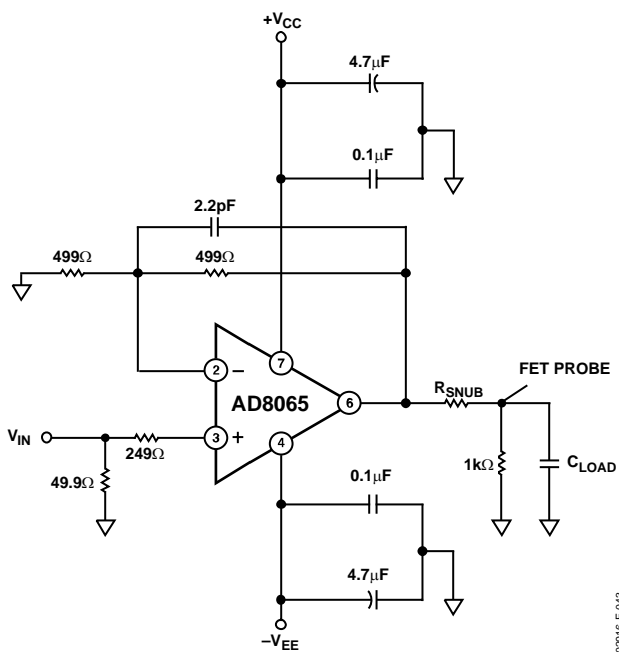 +VCC
4.7µF
0.1µF
2.2pF
499Ω
499Ω
7
2
−
AD8065
6
RSNUB
FET PROBE
VIN
249Ω
3
+
4
49.9Ω
1kΩ
CLOAD
0.1µF
4.7µF
−VEE